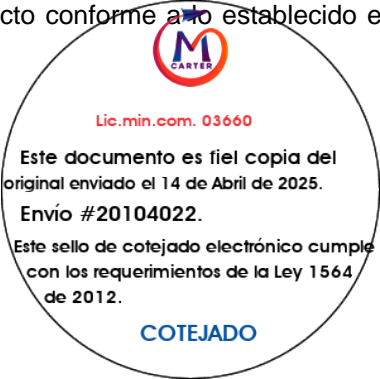 cto conforme a lo establecido e
M
CARTER
Lic.min.com. 03660
Este documento es fiel copia del
original enviado el 14 de Abril de 2025.
Envío #20104022.
Este sello de cotejado electrónico cumple
con los requerimientos de la Ley 1564
de 2012.
COTEJADO